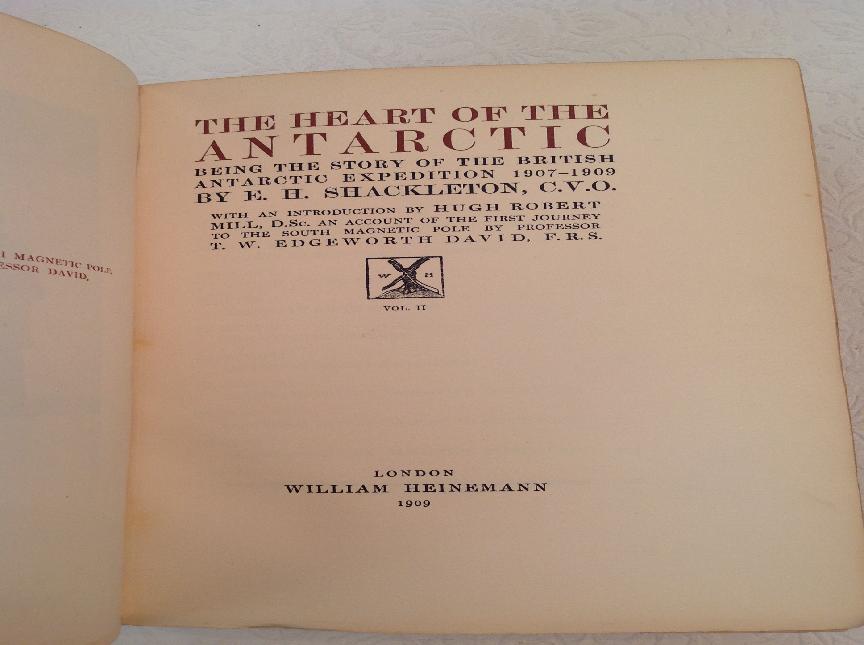 I MAGNETIC POLE
ESSOR DAVID,
THE HEART OF THE
ANTARCTIC
BEING THE STORY OF THE BRITISH
ANTARCTIC EXPEDITION 1907-1909
BY E. H. SHACKLETON, C.V.O.
WITH AN INTRODUCTION BY HUGH ROBERT
MILL, D.Sc. AN ACCOUNT OF THE FIRST JOURNEY
TO THE SOUTH MAGNETIC POLE BY PROFESSOR
T. W. EDGEWORTH DAVID, F.R.S.
W H
VOL. II
LONDON
WILLIAM HEINEMANN
1909